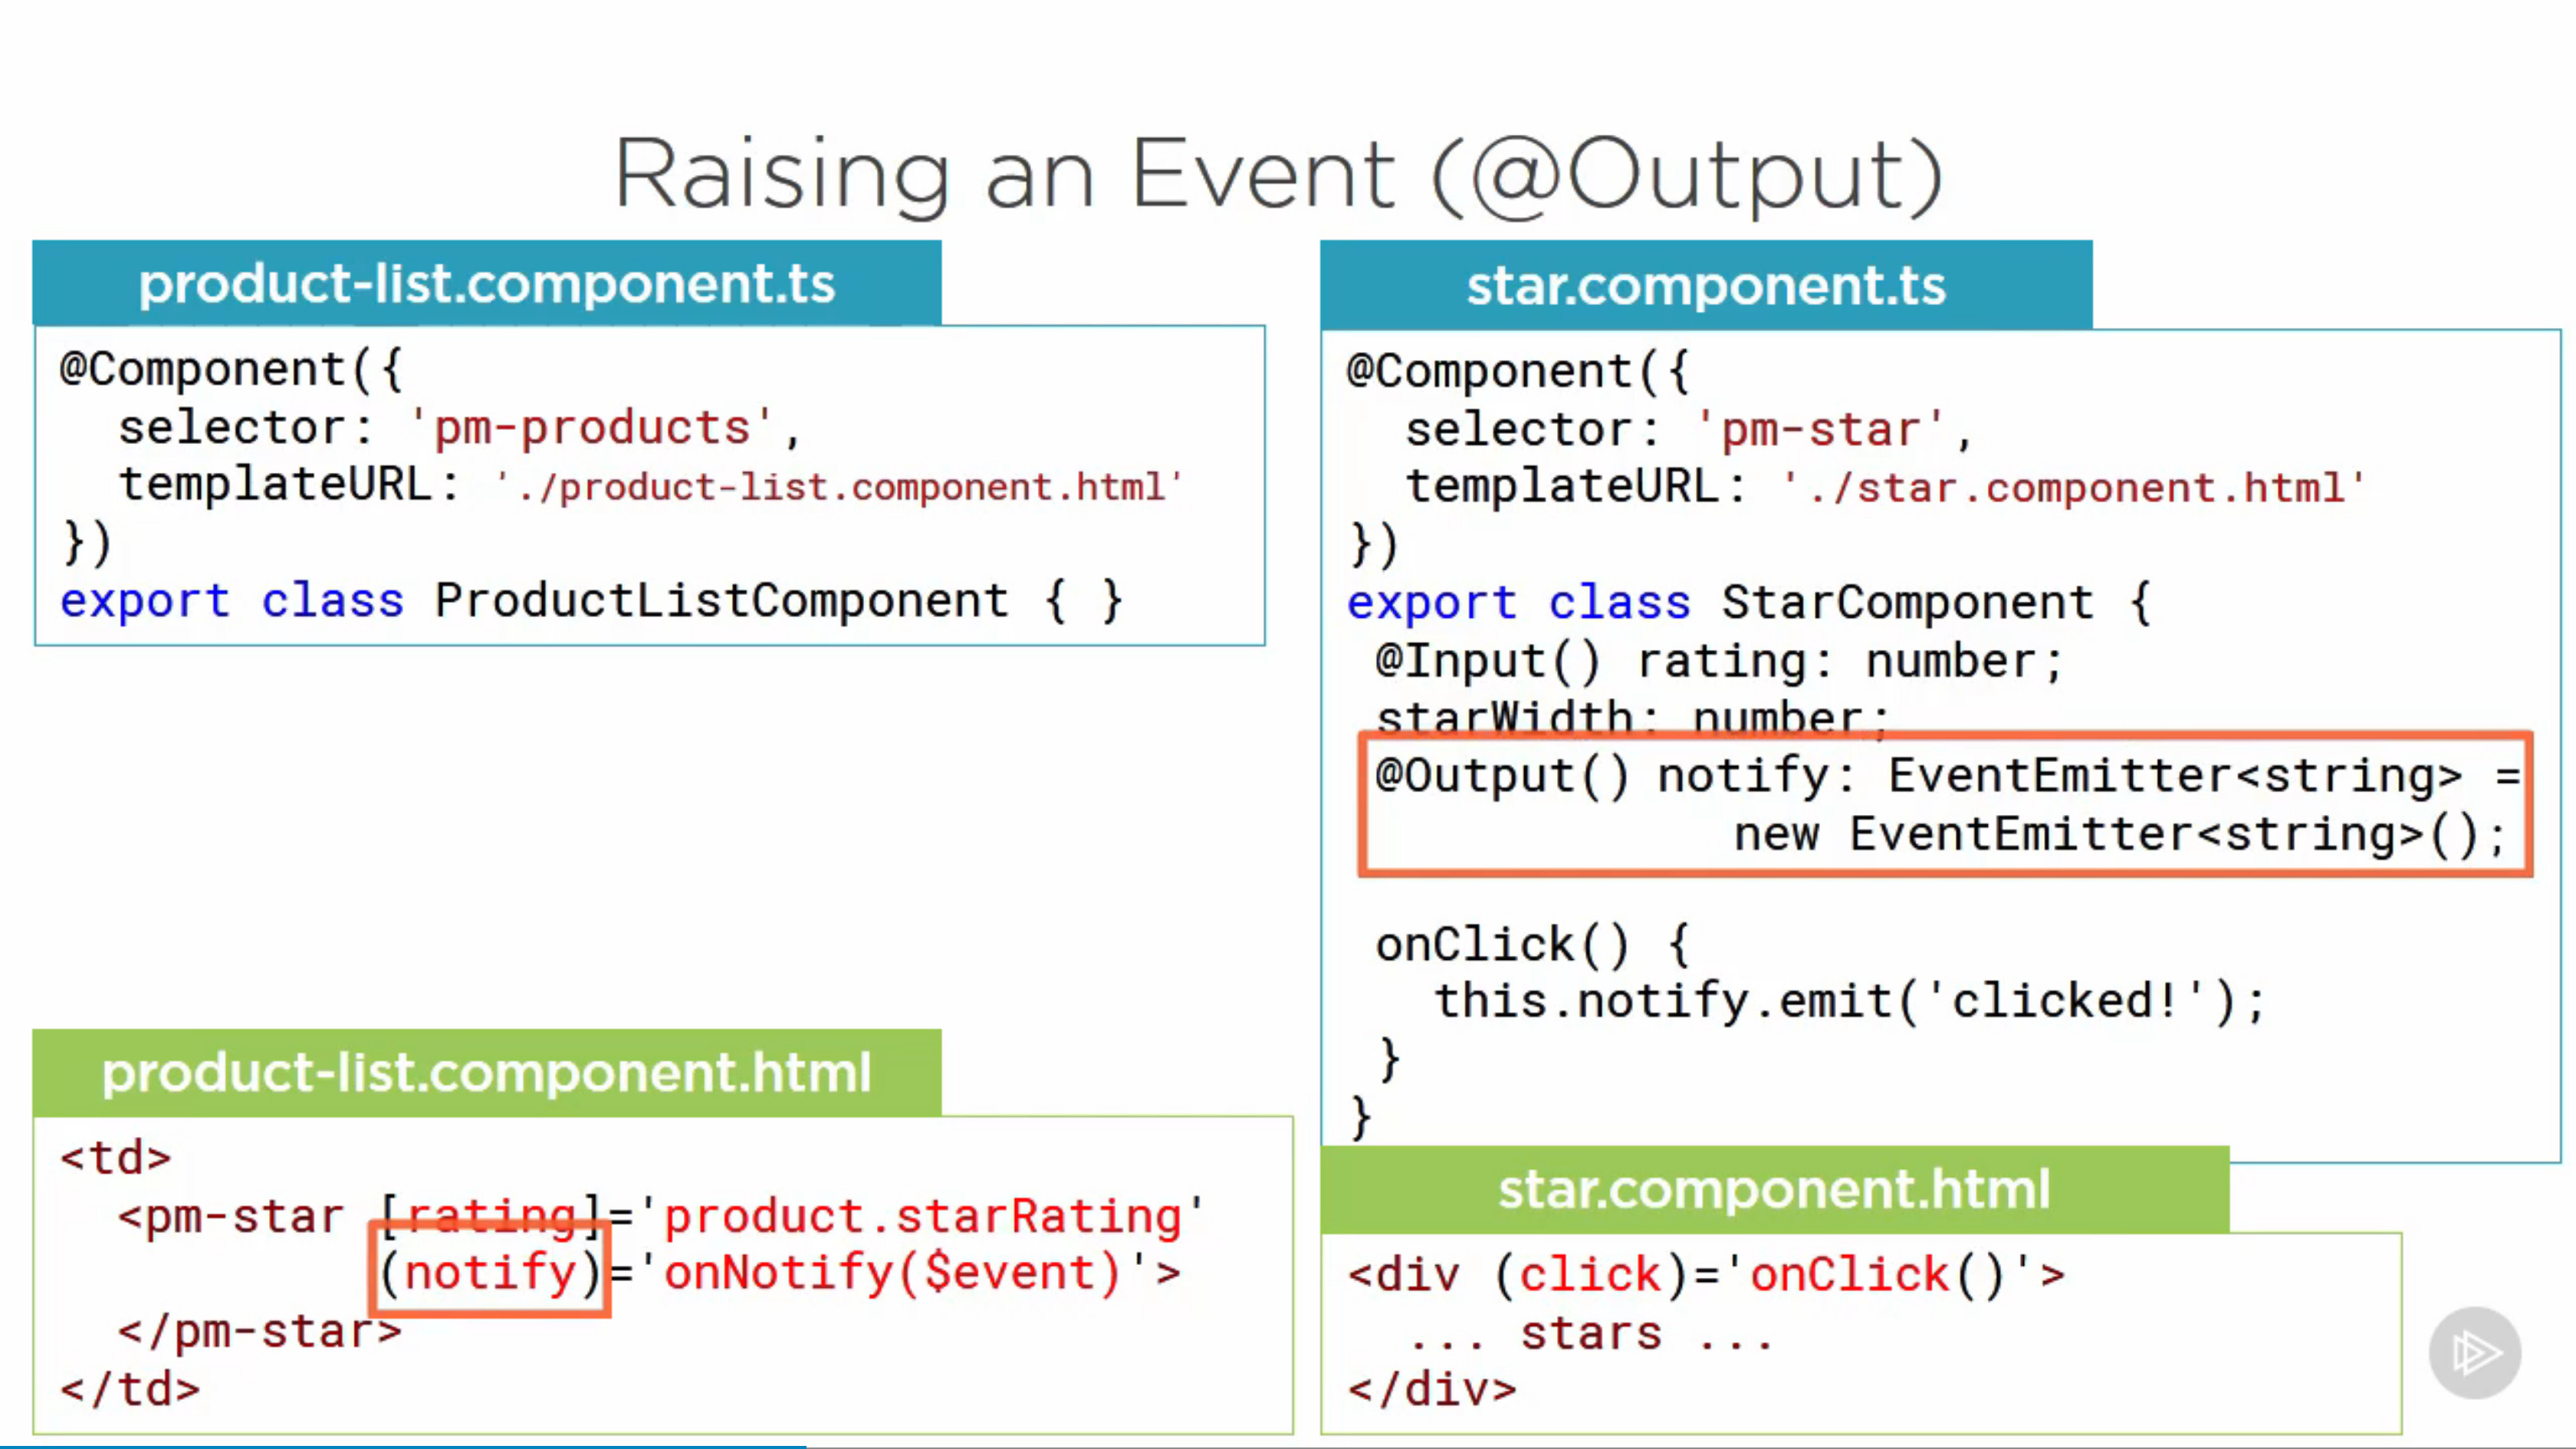 Raising an Event (@Output)
product-list.component.ts
@Component({
  selector: 'pm-products',
  templateURL: './product-list.component.html'
})
export class ProductListComponent { }
product-list.component.html
<td>
  <pm-star [rating]='product.starRating'
           (notify)='onNotify($event)'>
  </pm-star>
</td>
star.component.ts
@Component({
  selector: 'pm-star',
  templateURL: './star.component.html'
})
export class StarComponent {
 @Input() rating: number;
 starWidth: number;
 @Output() notify: EventEmitter<string> =
             new EventEmitter<string>();
 onClick() {
   this.notify.emit('clicked!');
 }
}
star.component.html
<div (click)='onClick()'>
  ... stars ...
</div>